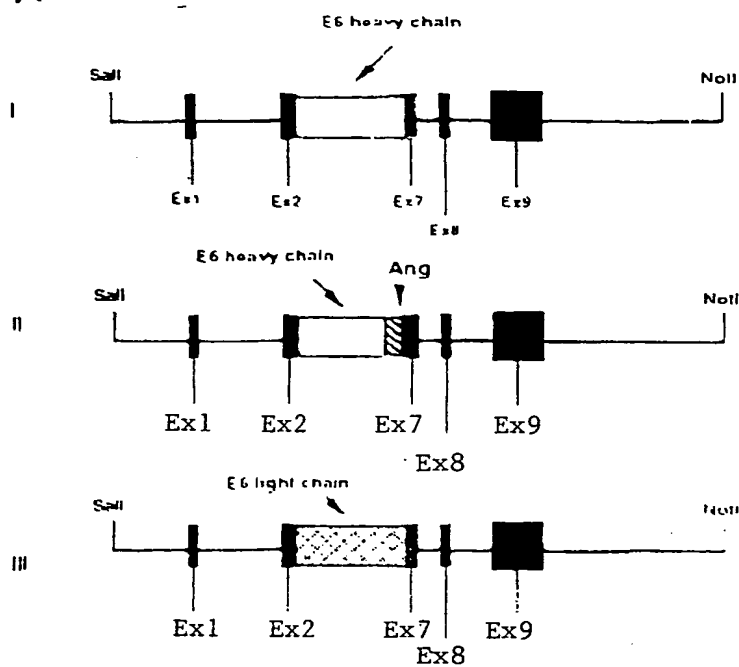 E6 heavy chain
SalI NotI
I
Ex1 Ex2 Ex7 Ex9
Ex8
E6 heavy chain Ang
SalI NotI
II
Ex1 Ex2 Ex7 Ex9
Ex8
E6 light chain
SalI NotI
III
Ex1 Ex2 Ex7 Ex9
Ex8